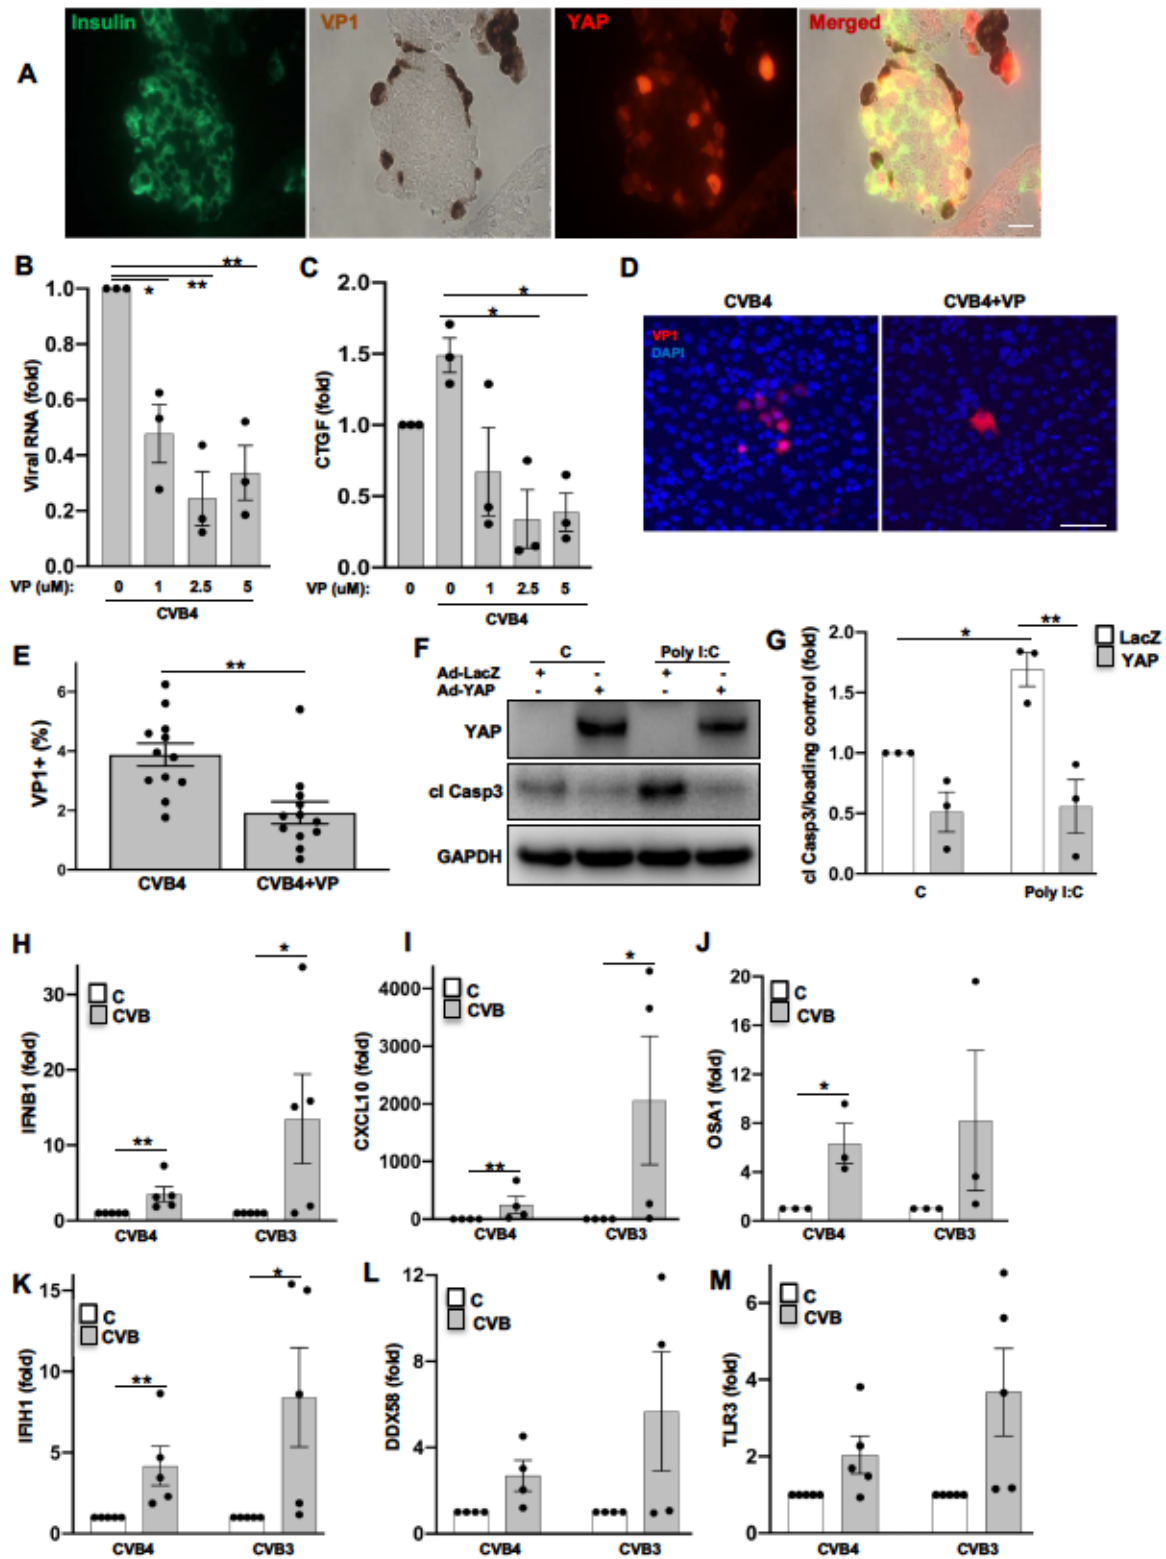 A
Insulin
VP1
YAP
Merged
B
**
**
*
1.0
0.8
0.6
0.4
0.2
0.0
Viral RNA (fold)
VP (uM): 0 1 2.5 5
CVB4
C
*
*
2.0
1.5
1.0
0.5
0.0
CTGF (fold)
VP (uM): 0 0 1 2.5 5
CVB4
D
CVB4 CVB4+VP
VP1
DAPI
E
**
6
4
2
0
VP1+ (%)
CVB4 CVB4+VP
F
C Poly I:C
Ad-LacZ + - + -
Ad-YAP - + - +
YAP
cl Casp3
GAPDH
G
* **
LacZ
YAP
2.0
1.5
1.0
0.5
0.0
cl Casp3/loading control (fold)
C Poly I:C
H
*
**
C
CVB
30
20
10
0
IFNB1 (fold)
CVB4 CVB3
I
*
**
C
CVB
4000
3000
2000
1000
0
CXCL10 (fold)
CVB4 CVB3
J
*
C
CVB
20
16
12
8
4
0
OSA1 (fold)
CVB4 CVB3
K
*
**
C
CVB
15
10
5
0
IFIH1 (fold)
CVB4 CVB3
L
C
CVB
12
8
4
0
DDX58 (fold)
CVB4 CVB3
M
C
CVB
6
4
2
0
TLR3 (fold)
CVB4 CVB3